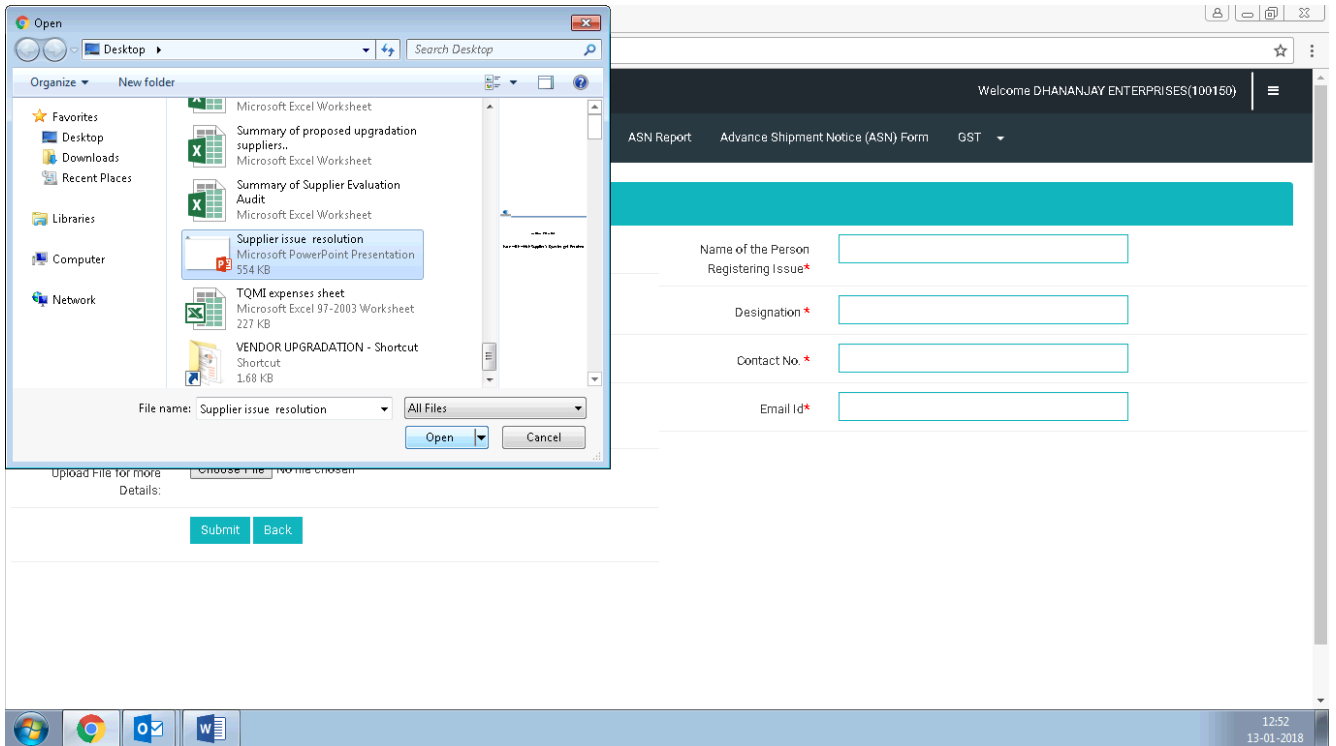 Open
Desktop
Search Desktop
Organize
New folder
Favorites
Desktop
Downloads
Recent Places
Libraries
Computer
Network
Microsoft Excel Worksheet
Summary of proposed upgradation
suppliers..
Microsoft Excel Worksheet
Summary of Supplier Evaluation
Audit
Microsoft Excel Worksheet
Supplier issue resolution
Microsoft PowerPoint Presentation
554 KB
TQMI expenses sheet
Microsoft Excel 97-2003 Worksheet
227 KB
VENDOR UPGRADATION - Shortcut
Shortcut
1.68 KB
File name: Supplier issue resolution
All Files
Open
Cancel
Welcome DHANANJAY ENTERPRISES(100150)
ASN Report Advance Shipment Notice (ASN) Form GST
Name of the Person
Registering Issue*
Designation *
Contact No. *
Email Id*
Upload File for more
Details:
Choose File No file chosen
Submit Back
12:52
13-01-2018